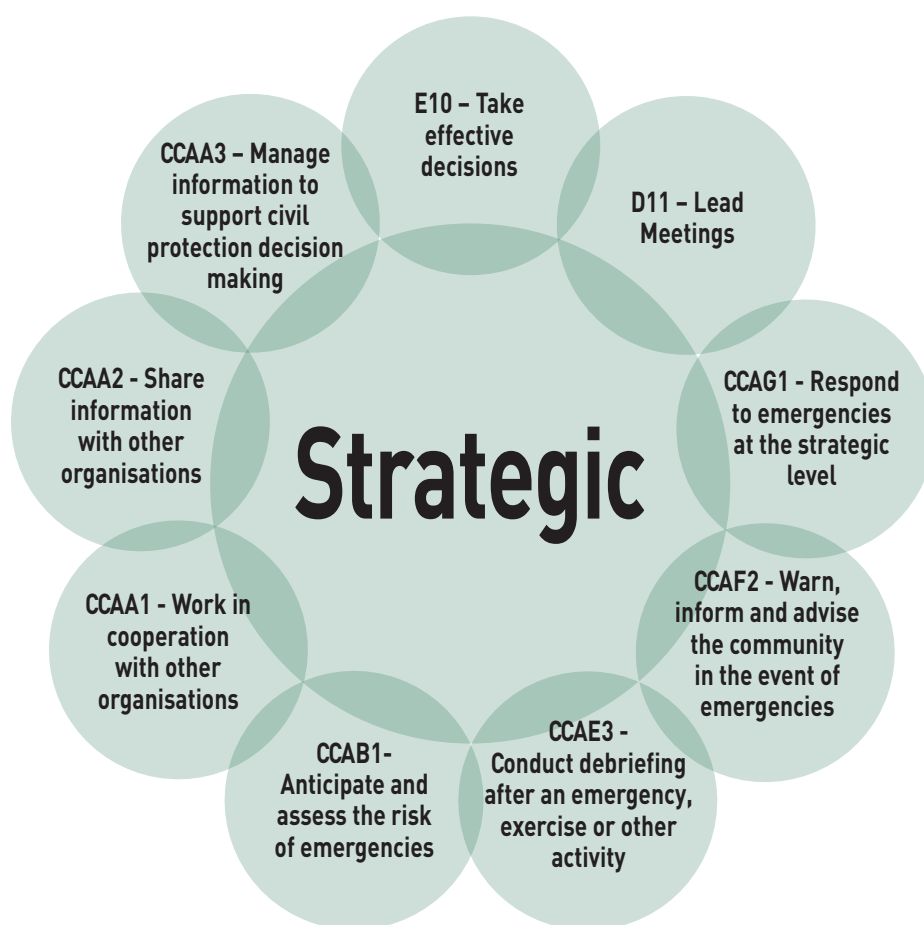 E10 – Take
effective
decisions
D11 – Lead
Meetings
CCAG1 - Respond
to emergencies
at the strategic
level
CCAF2 - Warn,
inform and advise
the community
in the event of
emergencies
CCAE3 -
Conduct debriefing
after an emergency,
exercise or other
activity
CCAB1-
Anticipate and
assess the risk
of emergencies
CCAA1 - Work in
cooperation
with other
organisations
CCAA2 - Share
information
with other
organisations
CCAA3 – Manage
information to
support civil
protection decision
making
Strategic